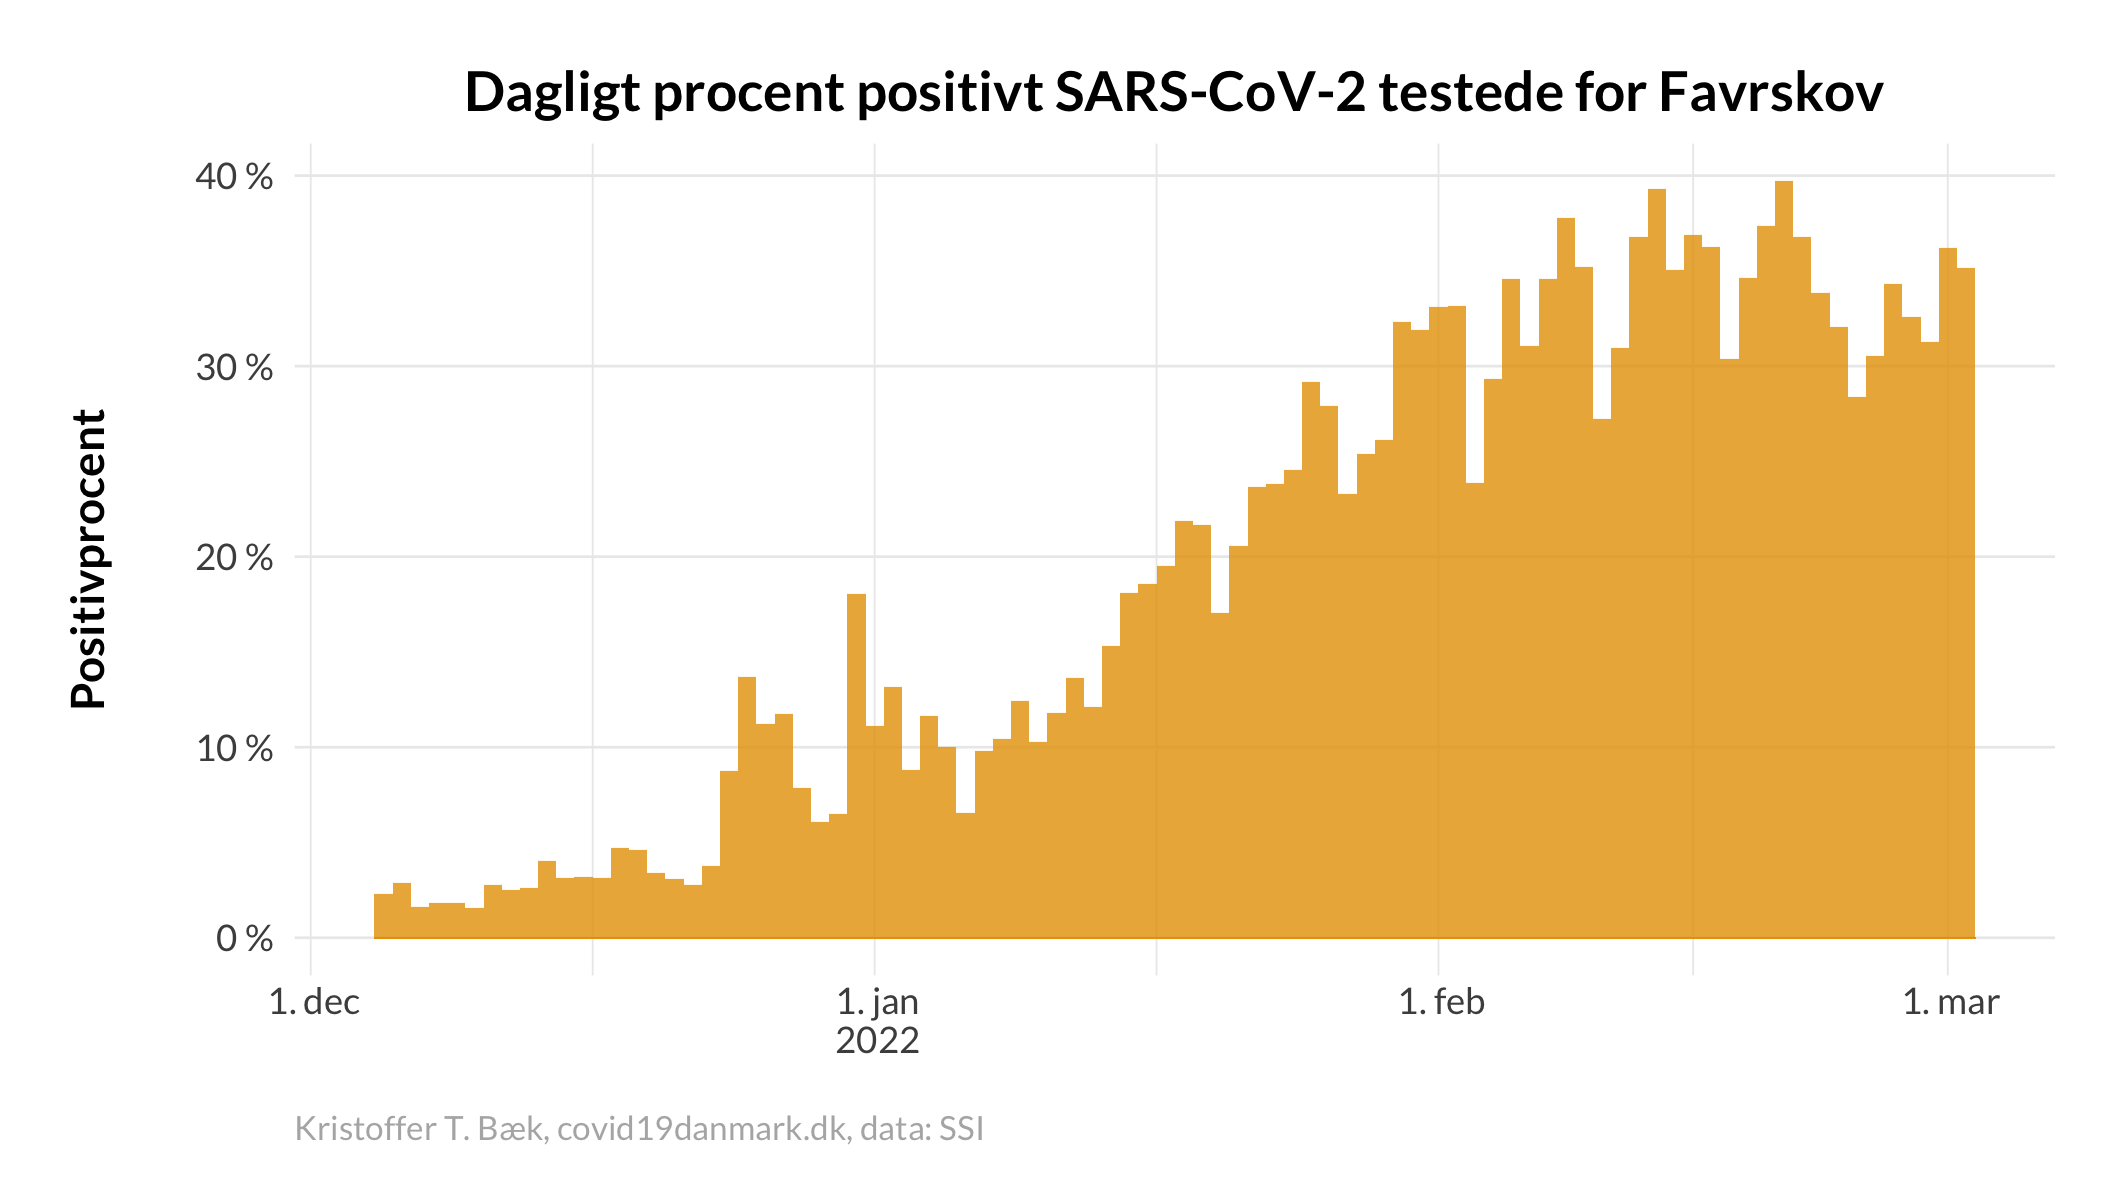 Dagligt procent positivt SARS-CoV-2 testede for Favrskov
Positivprocent
40 %
30 %
20 %
10 %
0 %
1. dec
1. jan
2022
1. feb
1. mar
Kristoffer T. Bæk, covid19danmark.dk, data: SSI